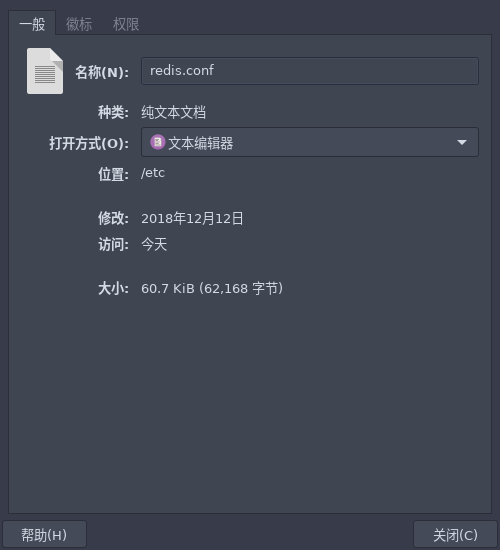 一般 徽标 权限
名称(N): redis.conf
种类: 纯文本文档
打开方式(O): 文本编辑器
位置: /etc
修改: 2018年12月12日
访问: 今天
大小: 60.7 KiB (62,168 字节)
帮助(H) 关闭(C)